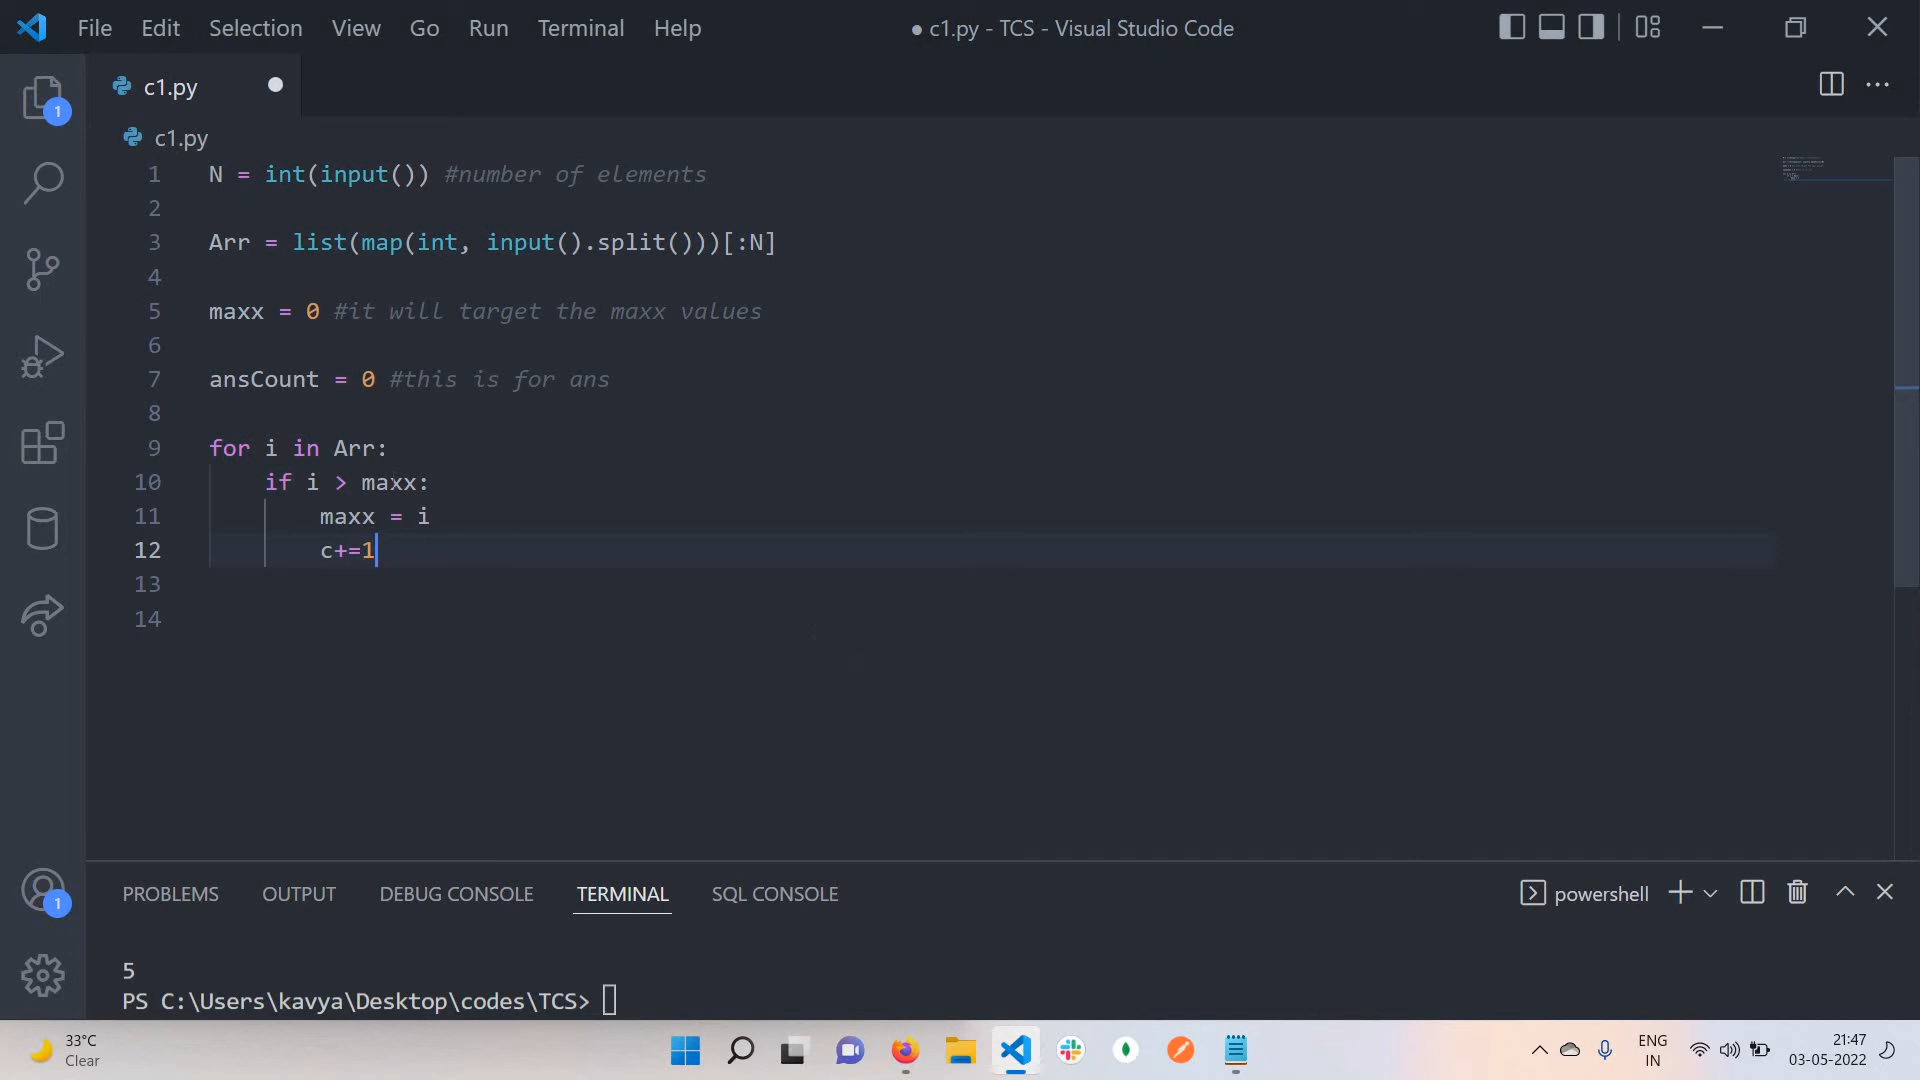 File Edit Selection View Go Run Terminal Help ● c1.py - TCS - Visual Studio Code
c1.py
c1.py
1 N = int(input()) #number of elements
2
3 Arr = list(map(int, input().split()))[:N]
4
5 maxx = 0 #it will target the maxx values
6
7 ansCount = 0 #this is for ans
8
9 for i in Arr:
10 if i > maxx:
11 maxx = i
12 c+=1
13
14
1
1
PROBLEMS OUTPUT DEBUG CONSOLE TERMINAL SQL CONSOLE powershell
5
PS C:\Users\kavya\Desktop\codes\TCS>
33°C
Clear
ENG
IN
21:47
03-05-2022